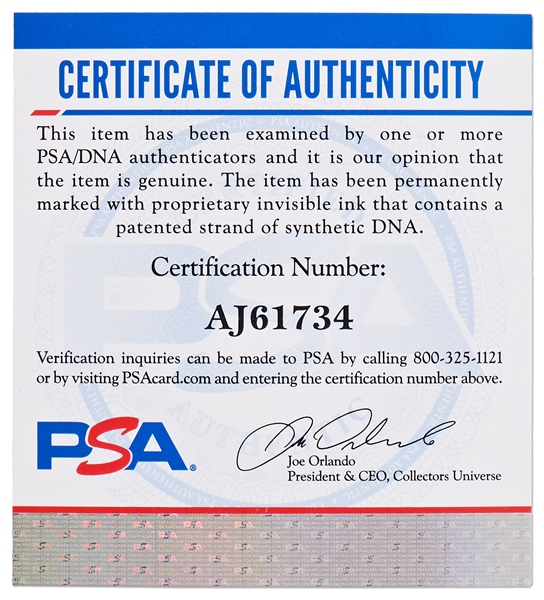 CERTIFICATE OF AUTHENTICITY
This item has been examined by one or more
PSA/DNA authenticators and it is our opinion that
the item is genuine. The item has been permanently
marked with proprietary invisible ink that contains a
patented strand of synthetic DNA.
Certification Number:
AJ61734
Verification inquiries can be made to PSA by calling 800-325-1121
or by visiting PSAcard.com and entering the certification number above.
PSA®
Joe Orlando
President & CEO, Collectors Universe